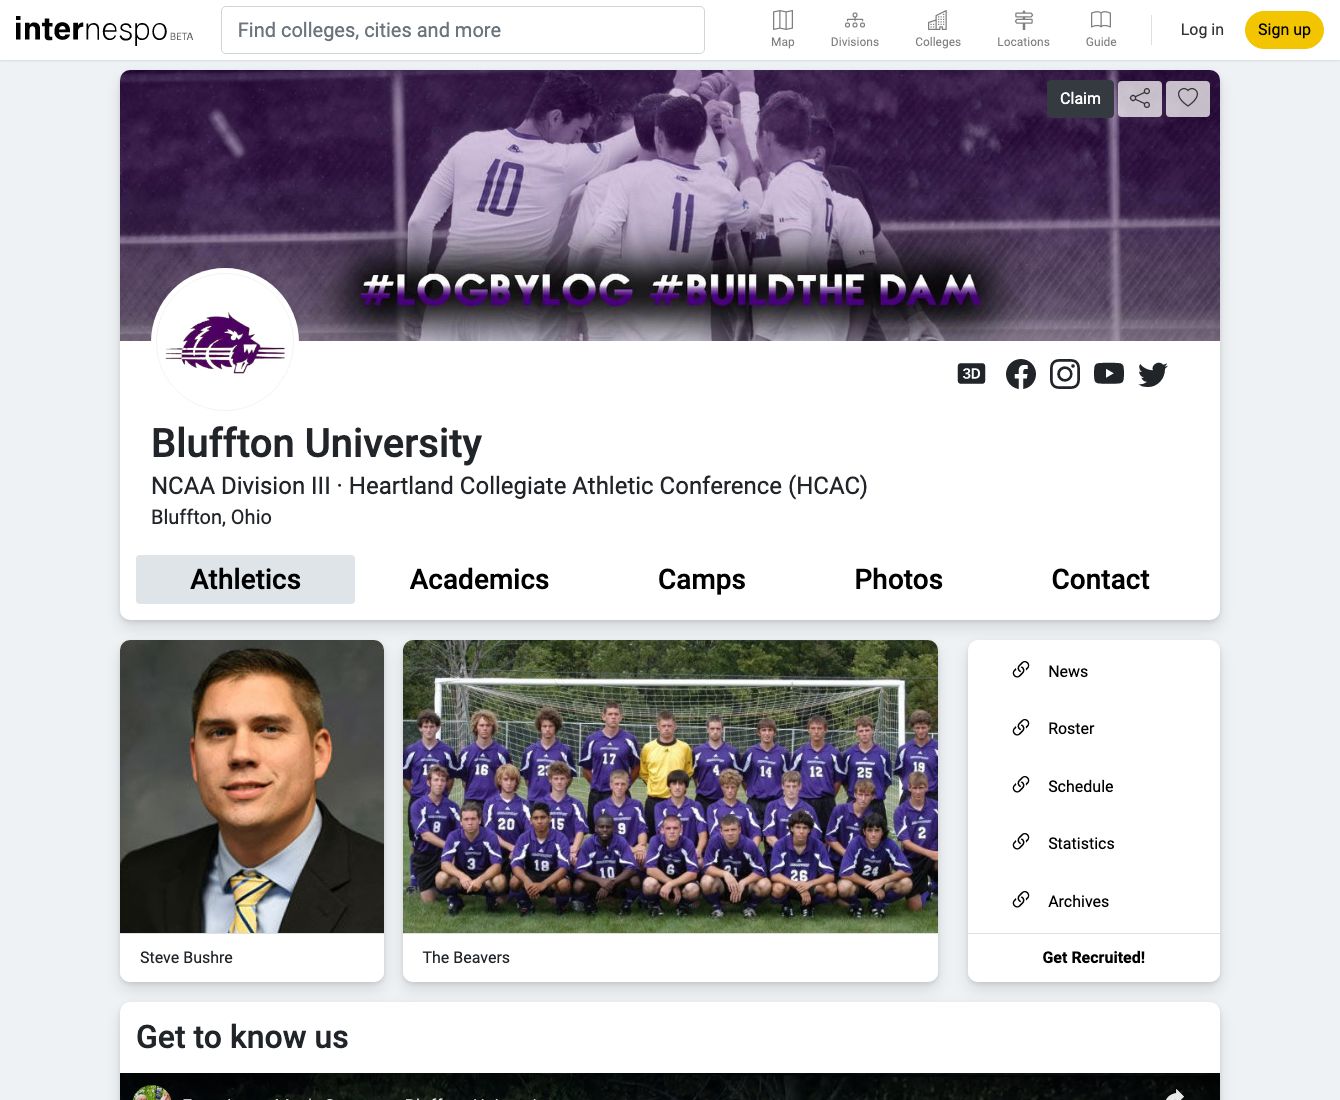 internespo BETA
Find colleges, cities and more
Map
Divisions
Colleges
Locations
Guide
Log in
Sign up
Claim
10
11
9
#LOGBYLOG #BUILDTHE DAM
3D
Bluffton University
NCAA Division III · Heartland Collegiate Athletic Conference (HCAC)
Bluffton, Ohio
Athletics
Academics
Camps
Photos
Contact
16
17
4
14
12
25
19
8
20
15
9
2
3
18
10
6
21
26
24
Steve Bushre
The Beavers
News
Roster
Schedule
Statistics
Archives
Get Recruited!
Get to know us